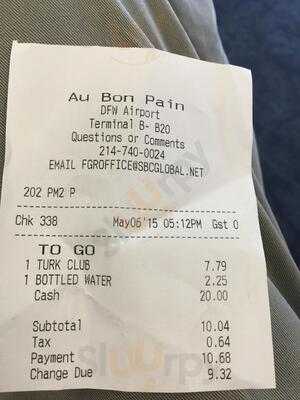 Au Bon Pain
DFW Airport
Terminal B- B20
Questions or Comments
214-740-0024
EMAIL FGROFFICE@SBCGLOBAL.NET
202 PM2 P
Chk 338 May06'15 05:12PM Gst 0
TO GO
1 TURK CLUB 7.79
1 BOTTLED WATER 2.25
Cash 20.00
Subtotal 10.04
Tax 0.64
Payment 10.68
Change Due 9.32
sluurpy